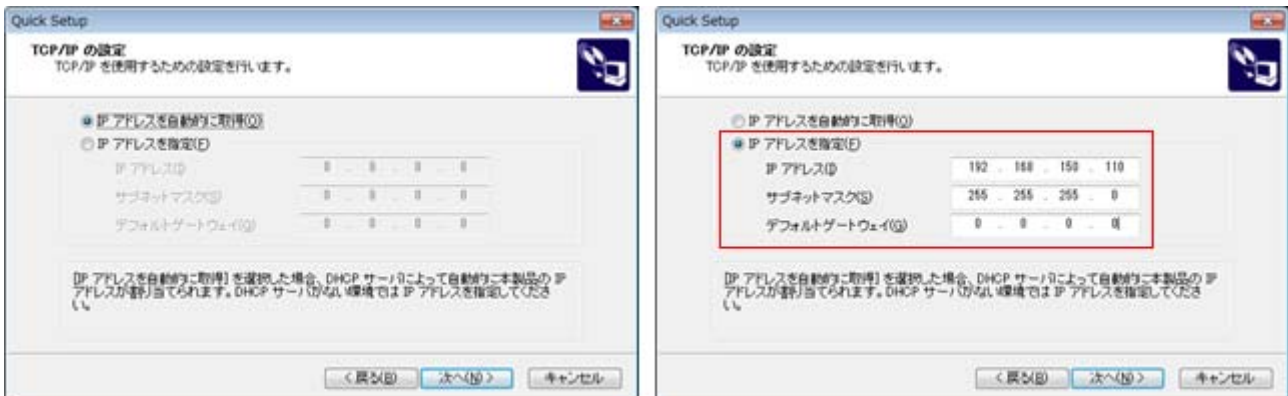 Quick Setup
TCP/IP の設定
TCP/IP を使用するための設定を行います。
IP アドレスを自動的に取得(O)
IP アドレスを指定(F)
IP アドレス(I)
0 . 0 . 0 . 0
サブネットマスク(S)
0 . 0 . 0 . 0
デフォルトゲートウェイ(G)
0 . 0 . 0 . 0
[IP アドレスを自動的に取得] を選択した場合、DHCP サーバによって自動的に本製品の IP
アドレスが割り当てられます。DHCP サーバがない環境では IP アドレスを指定してくださ
い。
< 戻る(B)
次へ(N) >
キャンセル
Quick Setup
TCP/IP の設定
TCP/IP を使用するための設定を行います。
IP アドレスを自動的に取得(O)
IP アドレスを指定(F)
IP アドレス(I)
192 . 168 . 150 . 110
サブネットマスク(S)
255 . 255 . 255 . 0
デフォルトゲートウェイ(G)
0 . 0 . 0 . 0
[IP アドレスを自動的に取得] を選択した場合、DHCP サーバによって自動的に本製品の IP
アドレスが割り当てられます。DHCP サーバがない環境では IP アドレスを指定してくださ
い。
< 戻る(B)
次へ(N) >
キャンセル